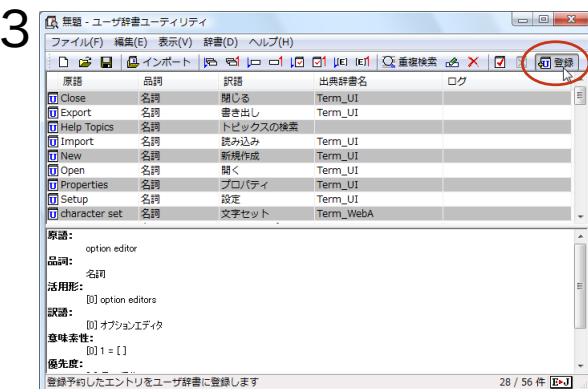 3
無題 - ユーザ辞書ユーティリティ
ファイル(F) 編集(E) 表示(V) 辞書(D) ヘルプ(H)
インポート 重複検索 登録
原語 品詞 訳語 出典辞書名 ログ
Close 名詞 閉じる Term_UI
Export 名詞 書き出し Term_UI
Help Topics 名詞 トピックスの検索
Import 名詞 読み込み Term_UI
New 名詞 新規作成 Term_UI
Open 名詞 開く Term_UI
Properties 名詞 プロパティ Term_UI
Setup 名詞 設定 Term_UI
character set 名詞 文字セット Term_WebA
原語:
option editor
品詞:
名詞
活用形:
[0] option editors
訳語:
[0] オプションエディタ
意味素性:
[0] 1 = [ ]
優先度:
登録予約したエントリをユーザ辞書に登録します 28 / 56 件 E▸J